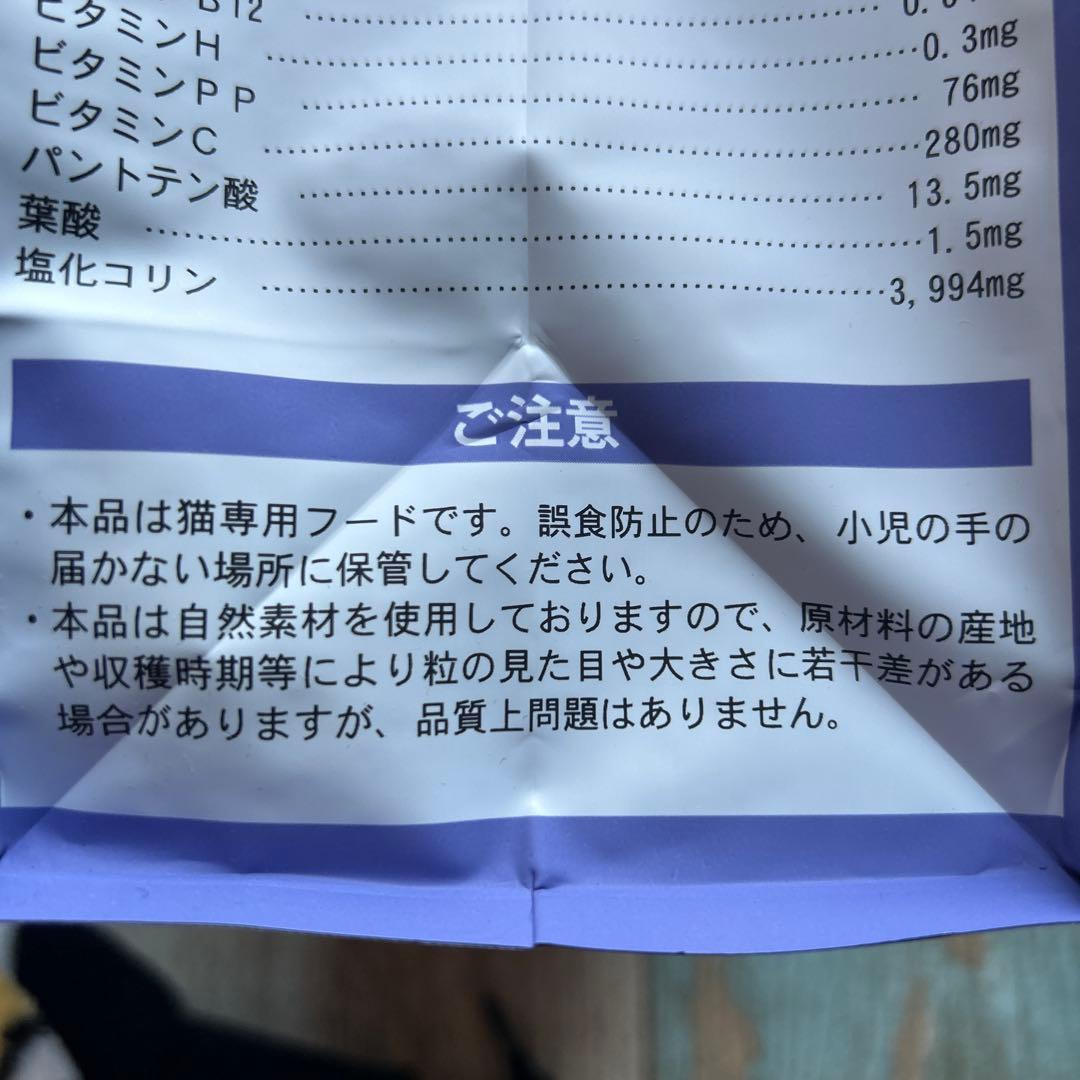 B12
ビタミンH ........ 0.3mg
ビタミンPP ........ 76mg
ビタミンC ........ 280mg
パントテン酸 ........ 13.5mg
葉酸 ........ 1.5mg
塩化コリン ........ 3,994mg
ご注意
・本品は猫専用フードです。誤食防止のため、小児の手の
届かない場所に保管してください。
・本品は自然素材を使用しておりますので、原材料の産地
や収穫時期等により粒の見た目や大きさに若干差がある
場合がありますが、品質上問題はありません。